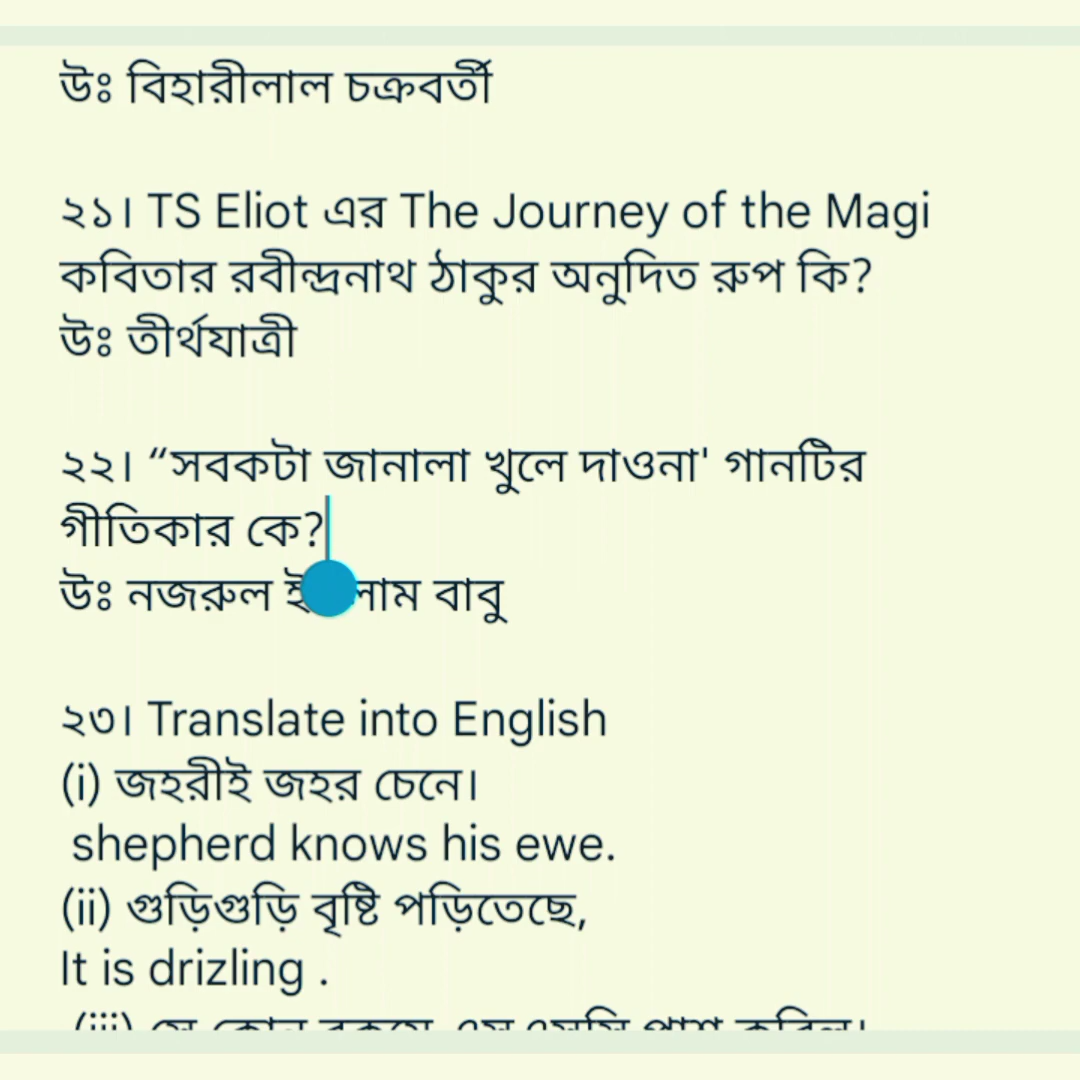 উঃ বিহারীলাল চক্রবর্তী
২১। TS Eliot এর The Journey of the Magi
কবিতার রবীন্দ্রনাথ ঠাকুর অনুদিত রুপ কি?
উঃ তীর্থযাত্রী
২২। “সবকটা জানালা খুলে দাওনা' গানটির
গীতিকার কে?
উঃ নজরুল বাবু
২৩। Translate into English
(i) জহরীই জহর চেনে।
shepherd knows his ewe.
(ii) গুড়িগুড়ি বৃষ্টি পড়িতেছে,
It is drizling .